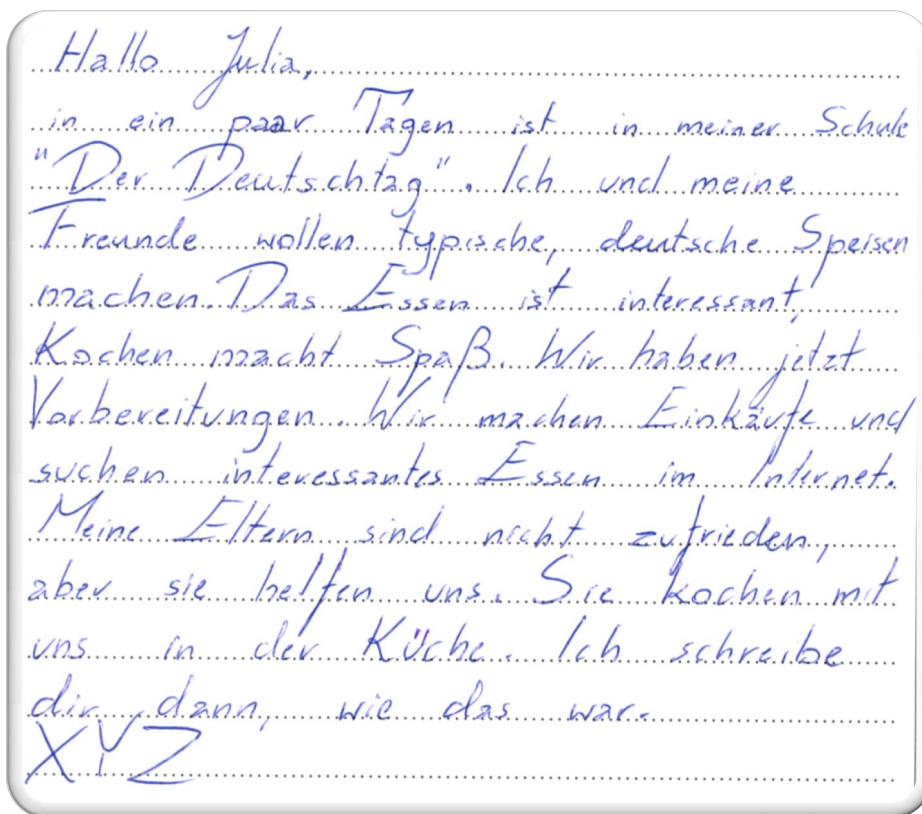 Hallo Julia,
in ein paar Tagen ist in meiner Schule
"Der Deutschtag". Ich und meine
Freunde wollen typische, deutsche Speisen
machen. Das Essen ist interessant,
Kochen macht Spaß. Wir haben jetzt
Vorbereitungen. Wir machen Einkäufe und
suchen interessantes Essen im Internet.
Meine Eltern sind nicht zufrieden,
aber sie helfen uns. Sie kochen mit
uns in der Küche. Ich schreibe
dir dann, wie das war.
XYZ